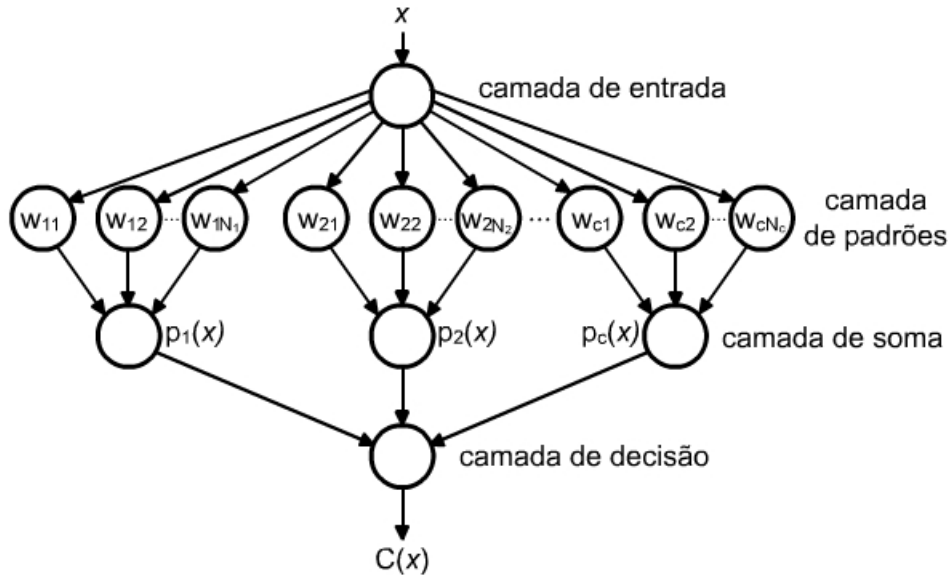 x
camada de entrada
w₁₁ w₁₂ ... w₁N₁ w₂₁ w₂₂ ... w₂N₂ ... wc₁ wc₂ ... wcNc
camada
de padrões
p₁(x) p₂(x) pc(x) camada de soma
camada de decisão
C(x)